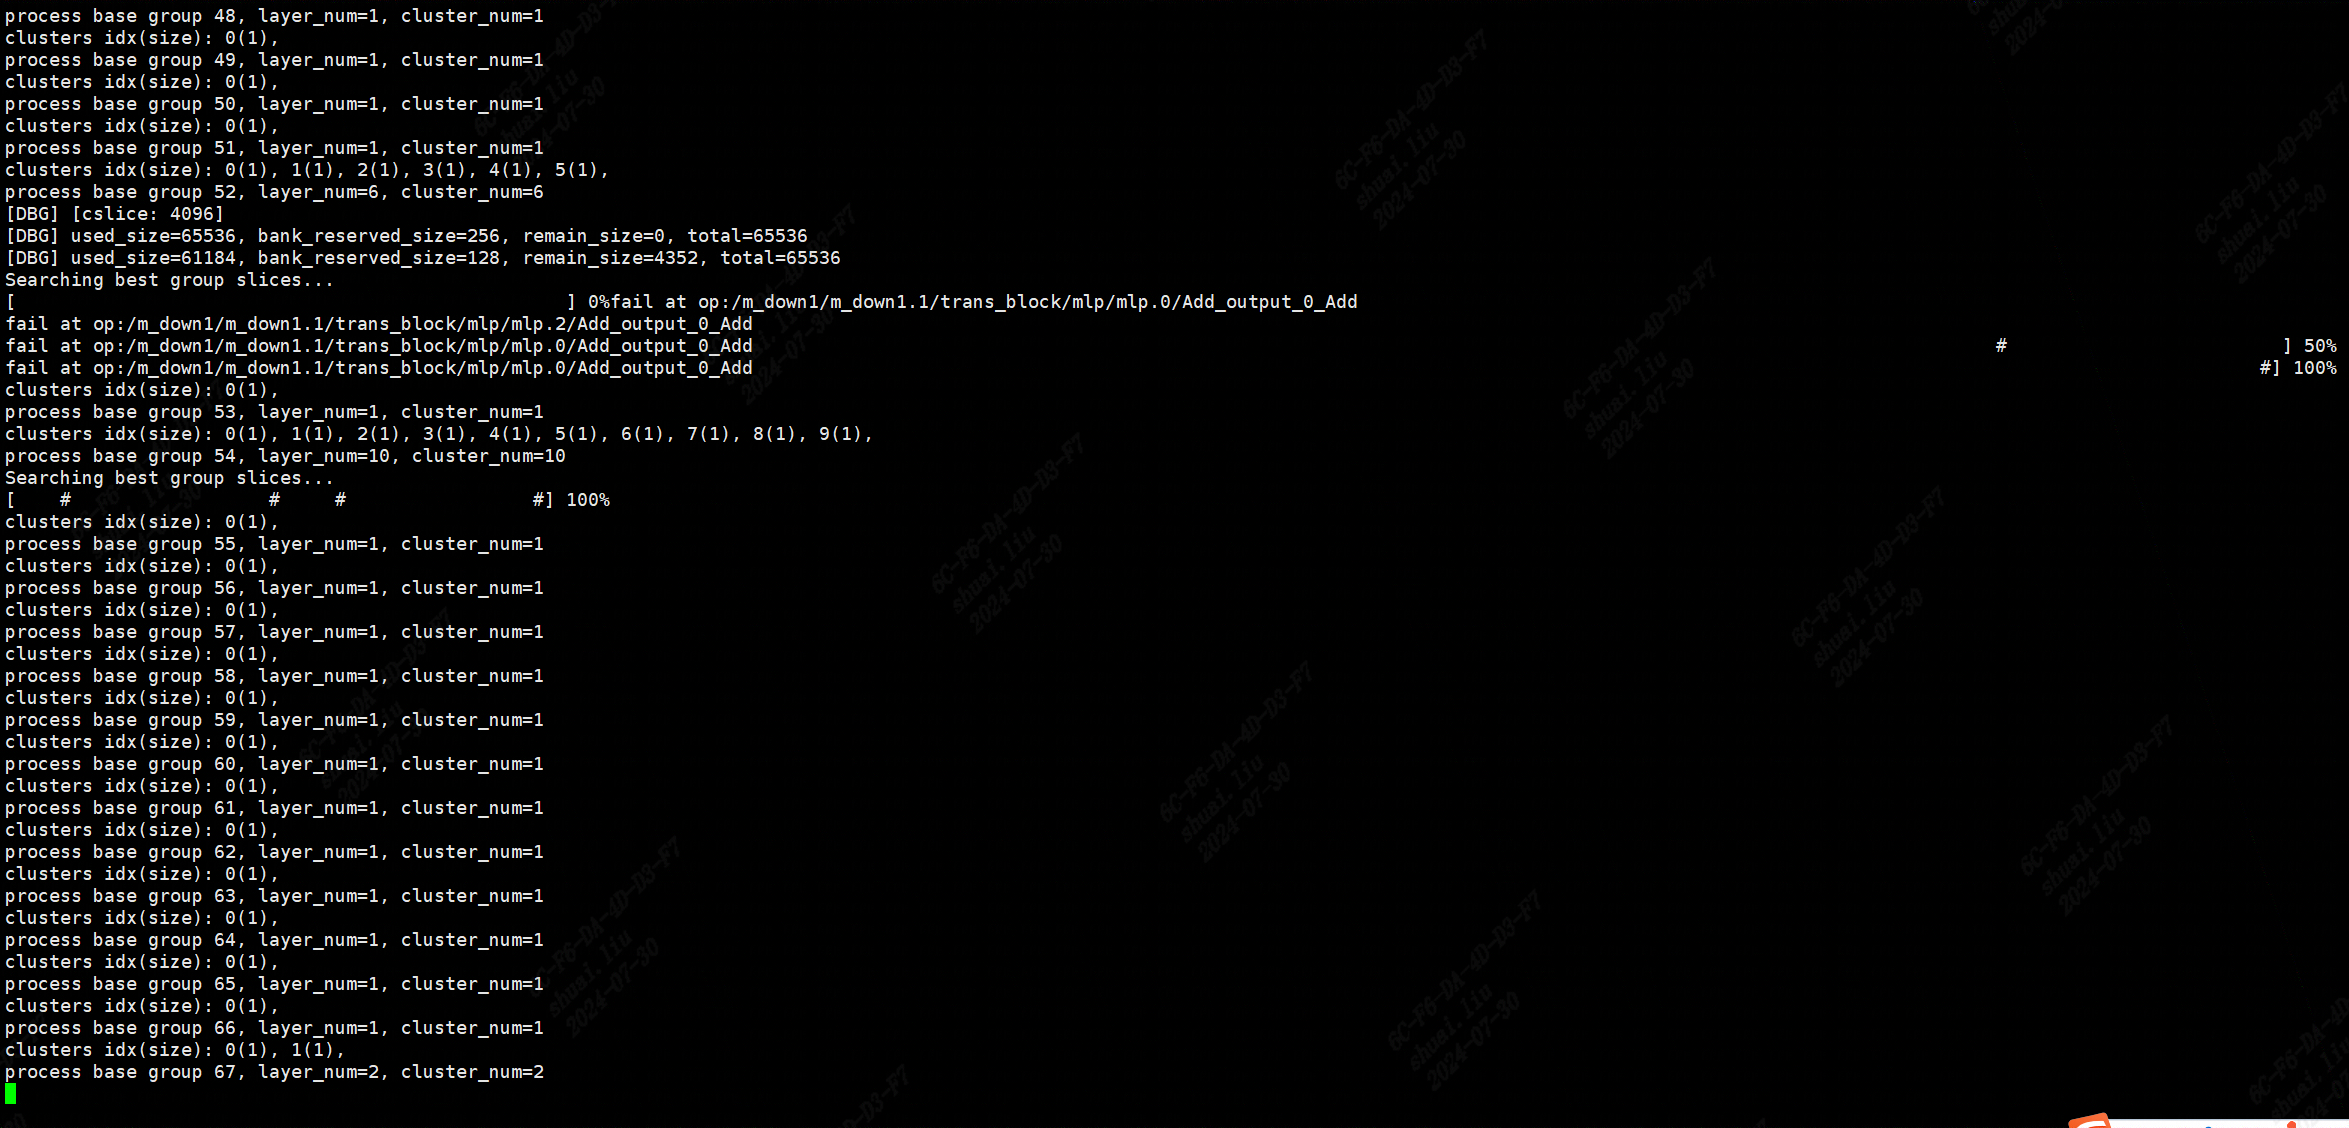 process base group 48, layer_num=1, cluster_num=1
clusters idx(size): 0(1),
process base group 49, layer_num=1, cluster_num=1
clusters idx(size): 0(1),
process base group 50, layer_num=1, cluster_num=1
clusters idx(size): 0(1),
process base group 51, layer_num=1, cluster_num=1
clusters idx(size): 0(1), 1(1), 2(1), 3(1), 4(1), 5(1),
process base group 52, layer_num=6, cluster_num=6
[DBG] [cslice: 4096]
[DBG] used_size=65536, bank_reserved_size=256, remain_size=0, total=65536
[DBG] used_size=61184, bank_reserved_size=128, remain_size=4352, total=65536
Searching best group slices...
[                                                  ] 0%fail at op:/m_down1/m_down1.1/trans_block/mlp/mlp.0/Add_output_0_Add
fail at op:/m_down1/m_down1.1/trans_block/mlp/mlp.2/Add_output_0_Add
fail at op:/m_down1/m_down1.1/trans_block/mlp/mlp.0/Add_output_0_Add # ] 50%
fail at op:/m_down1/m_down1.1/trans_block/mlp/mlp.0/Add_output_0_Add #] 100%
clusters idx(size): 0(1),
process base group 53, layer_num=1, cluster_num=1
clusters idx(size): 0(1), 1(1), 2(1), 3(1), 4(1), 5(1), 6(1), 7(1), 8(1), 9(1),
process base group 54, layer_num=10, cluster_num=10
Searching best group slices...
[    #                  #     #                 #] 100%
clusters idx(size): 0(1),
process base group 55, layer_num=1, cluster_num=1
clusters idx(size): 0(1),
process base group 56, layer_num=1, cluster_num=1
clusters idx(size): 0(1),
process base group 57, layer_num=1, cluster_num=1
clusters idx(size): 0(1),
process base group 58, layer_num=1, cluster_num=1
clusters idx(size): 0(1),
process base group 59, layer_num=1, cluster_num=1
clusters idx(size): 0(1),
process base group 60, layer_num=1, cluster_num=1
clusters idx(size): 0(1),
process base group 61, layer_num=1, cluster_num=1
clusters idx(size): 0(1),
process base group 62, layer_num=1, cluster_num=1
clusters idx(size): 0(1),
process base group 63, layer_num=1, cluster_num=1
clusters idx(size): 0(1),
process base group 64, layer_num=1, cluster_num=1
clusters idx(size): 0(1),
process base group 65, layer_num=1, cluster_num=1
clusters idx(size): 0(1),
process base group 66, layer_num=1, cluster_num=1
clusters idx(size): 0(1), 1(1),
process base group 67, layer_num=2, cluster_num=2
6C-F6-DA-4D-D3-F7
shuai.liu
2024-07-30